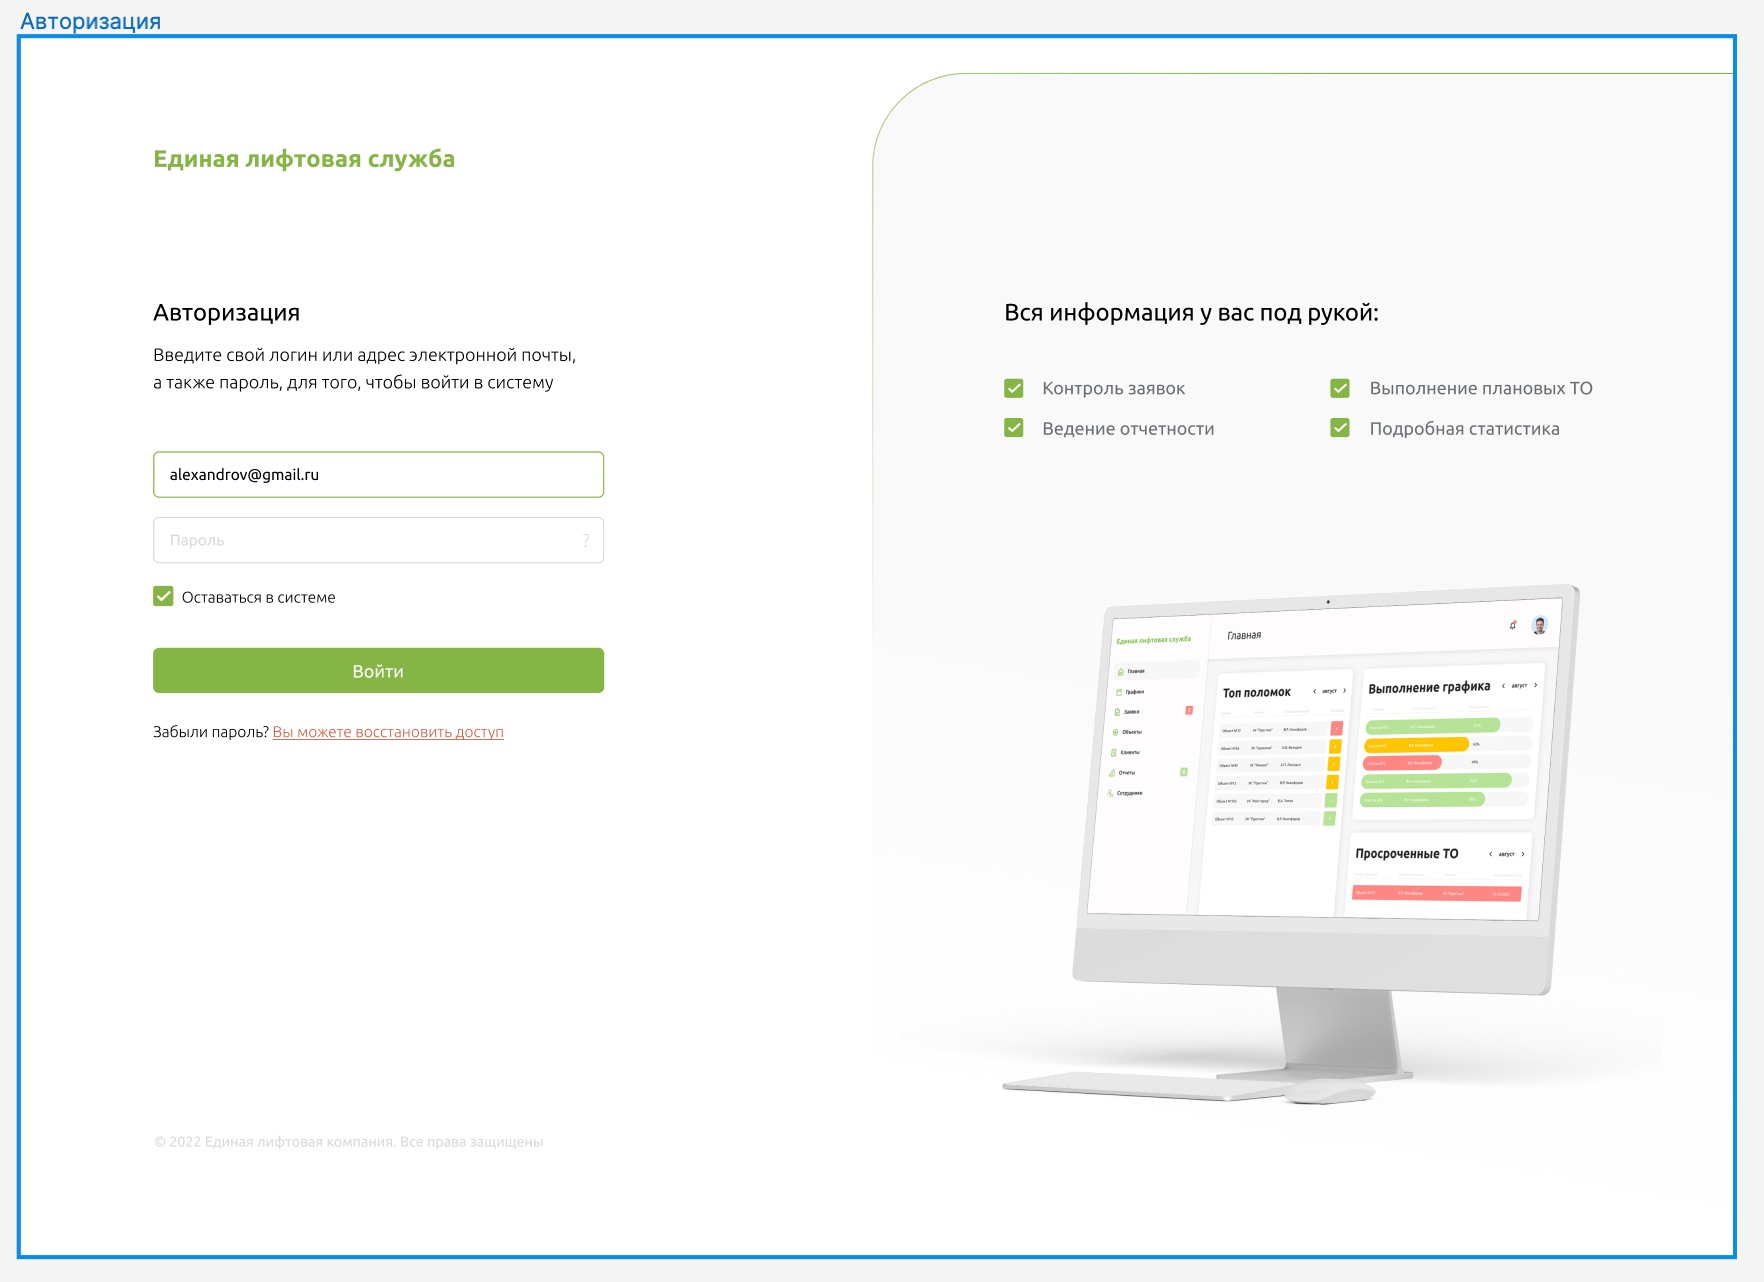 Авторизация
Единая лифтовая служба
Авторизация
Введите свой логин или адрес электронной почты,
а также пароль, для того, чтобы войти в систему
alexandrov@gmail.ru
Пароль ?
Оставаться в системе
Войти
Забыли пароль? Вы можете восстановить доступ
© 2022 Единая лифтовая компания. Все права защищены
Вся информация у вас под рукой:
Контроль заявок
Выполнение плановых ТО
Ведение отчетности
Подробная статистика
Единая лифтовая служба
Главная
Главная
Графики
Заявки
Объекты
Клиенты
Отчеты
Сотрудники
Топ поломок
август
Выполнение графика
август
Просроченные ТО
август